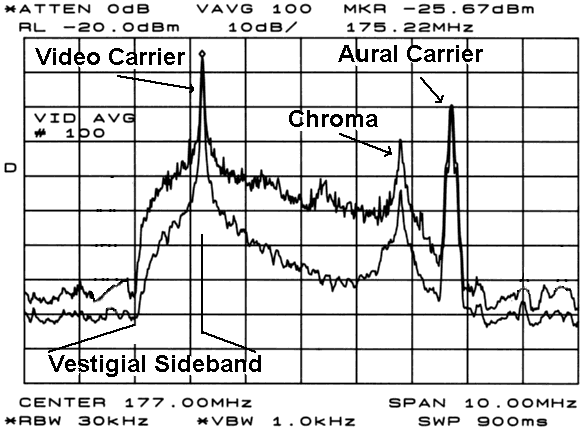 *ATTEN 0dB VAVG 100 MKR -25.67dBm
RL -20.0dBm 10dB/ 175.22MHz
Video Carrier
Aural Carrier
VID AVG
# 100
Chroma
D
Vestigial Sideband
CENTER 177.00MHz SPAN 10.00MHz
*RBW 30kHz *VBW 1.0kHz SWP 900ms